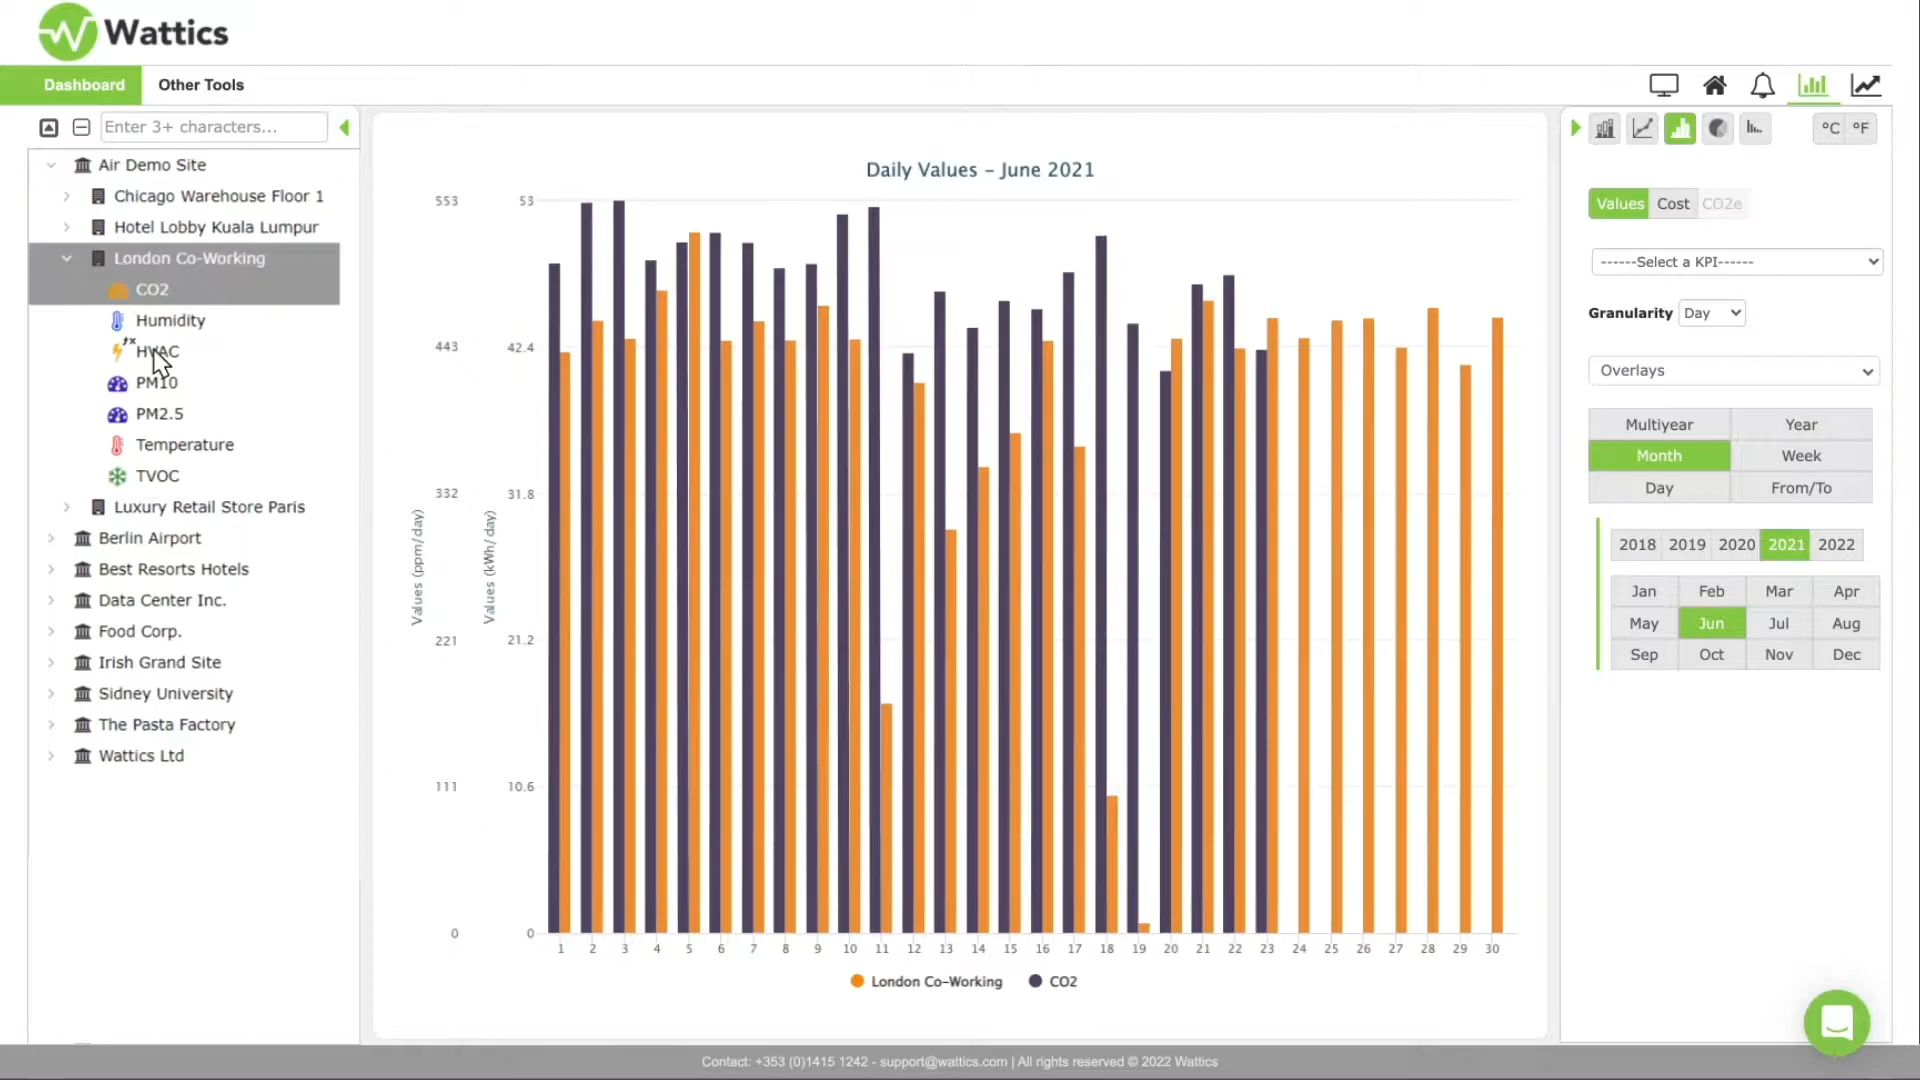 Wattics
Dashboard
Other Tools
Enter 3+ characters...
Air Demo Site
Chicago Warehouse Floor 1
Hotel Lobby Kuala Lumpur
London Co-Working
CO2
Humidity
HVAC
PM10
PM2.5
Temperature
TVOC
Luxury Retail Store Paris
Berlin Airport
Best Resorts Hotels
Data Center Inc.
Food Corp.
Irish Grand Site
Sidney University
The Pasta Factory
Wattics Ltd
Daily Values – June 2021
553 53
443 42.4
332 31.8
221 21.2
111 10.6
0 0
Values (ppm/day)
Values (kWh/day)
1 2 3 4 5 6 7 8 9 10 11 12 13 14 15 16 17 18 19 20 21 22 23 24 25 26 27 28 29 30
London Co-Working CO2
°C °F
Values Cost CO2e
------Select a KPI------
Granularity Day
Overlays
Multiyear Year
Month Week
Day From/To
2018 2019 2020 2021 2022
Jan Feb Mar Apr
May Jun Jul Aug
Sep Oct Nov Dec
Contact: +353 (0)1415 1242 - support@wattics.com | All rights reserved © 2022 Wattics